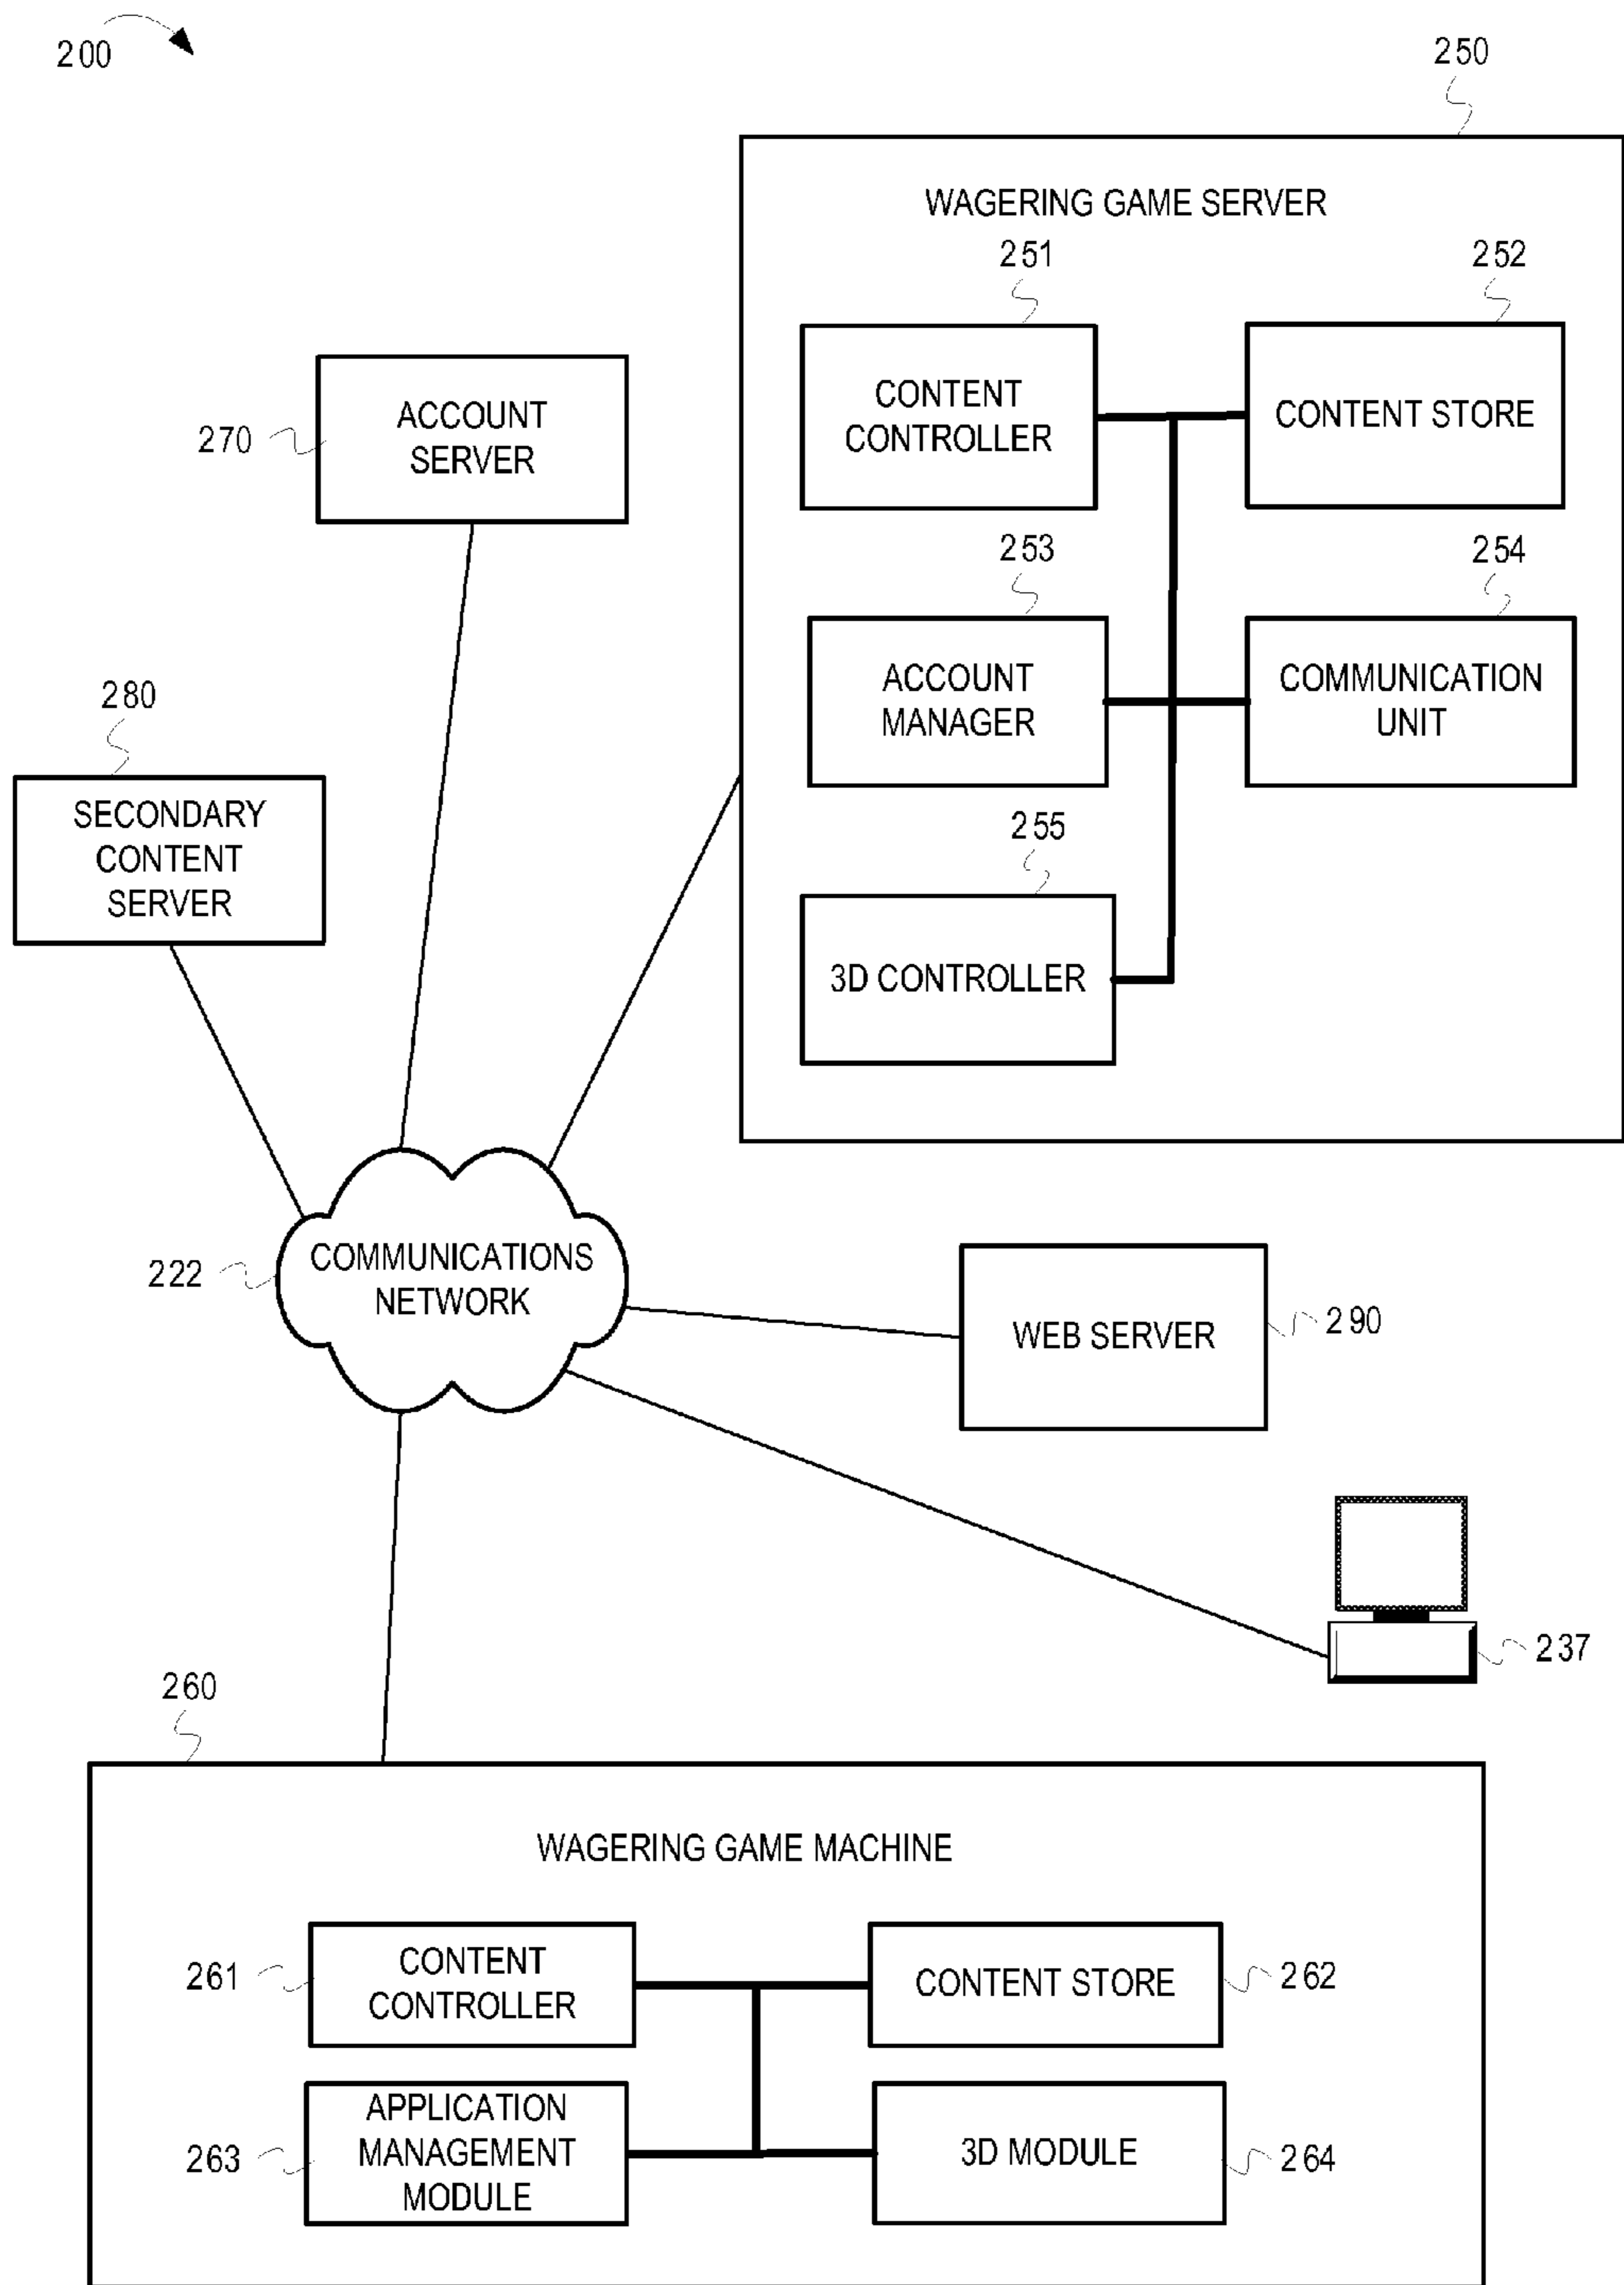 200
250
WAGERING GAME SERVER
251
252
CONTENT
CONTROLLER
CONTENT STORE
270
ACCOUNT
SERVER
253
254
ACCOUNT
MANAGER
COMMUNICATION
UNIT
280
SECONDARY
CONTENT
SERVER
255
3D CONTROLLER
222
COMMUNICATIONS
NETWORK
WEB SERVER
290
237
260
WAGERING GAME MACHINE
261
CONTENT
CONTROLLER
CONTENT STORE
262
263
APPLICATION
MANAGEMENT
MODULE
3D MODULE
264